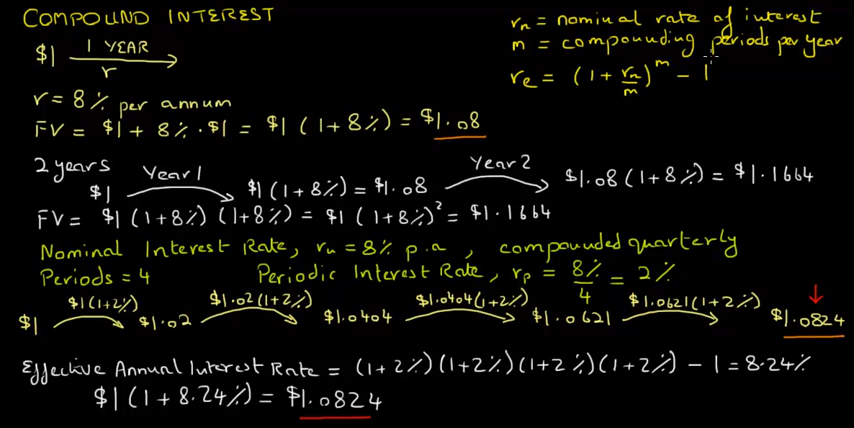 COMPOUND INTEREST
$1 1 YEAR r
r = 8% per annum
FV = $1 + 8% · $1 = $1 (1+8%) = $1.08
rn = nominal rate of interest
m = compounding periods per year
re = (1 + rn/m)^m - 1
2 years
$1 Year 1 $1 (1+8%) = $1.08 Year 2 $1.08 (1+8%) = $1.1664
FV = $1 (1+8%) (1+8%) = $1 (1+8%)² = $1.1664
Nominal Interest Rate, rn = 8% p.a, compounded quarterly
Periods = 4 Periodic Interest Rate, rp = 8%/4 = 2%
$1(1+2%) $1.02(1+2%) $1.0404(1+2%) $1.0621(1+2%)
$1 $1.02 $1.0404 $1.0621 $1.0824
Effective Annual Interest Rate = (1+2%) (1+2%) (1+2%) (1+2%) - 1 = 8.24%
$1 (1+8.24%) = $1.0824